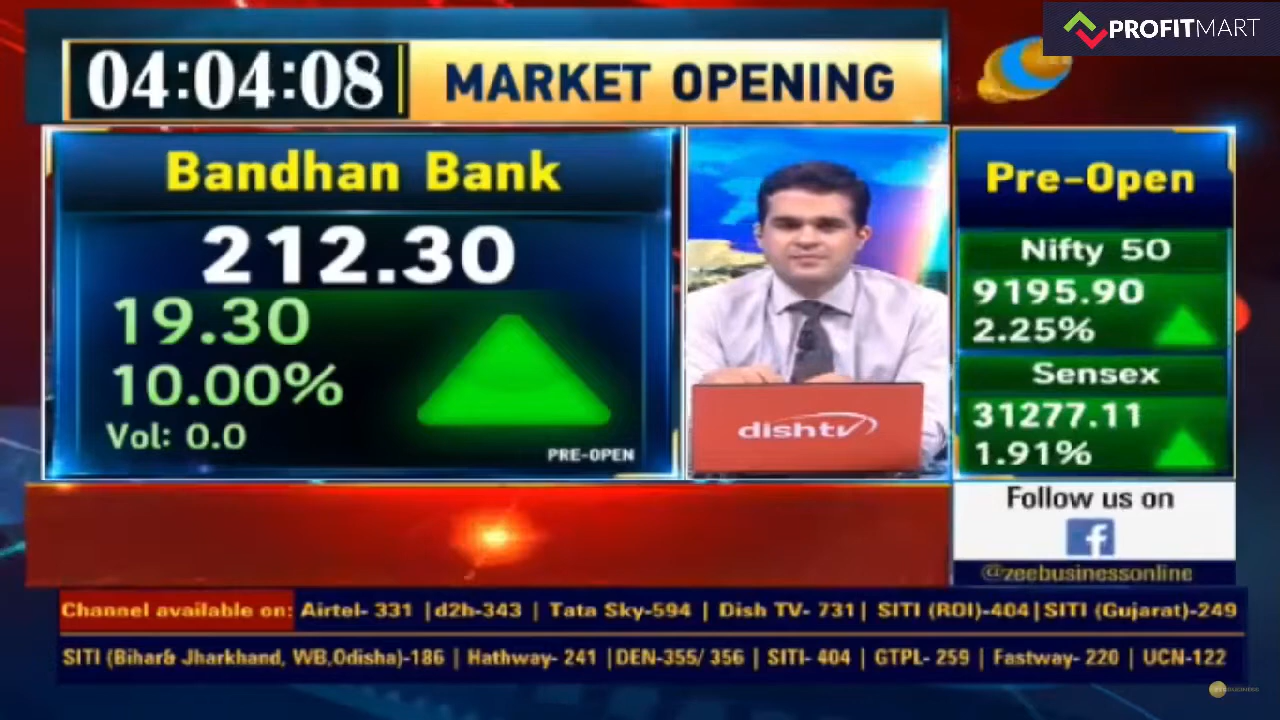 PROFITMART
04:04:08
MARKET OPENING
Bandhan Bank
212.30
19.30
10.00%
Vol: 0.0
PRE-OPEN
dishtv
Pre-Open
Nifty 50
9195.90
2.25%
Sensex
31277.11
1.91%
Follow us on
f
@zeebusinessonline
Channel available on: Airtel- 331 |d2h-343 | Tata Sky-594 | Dish TV- 731| SITI (ROI)-404|SITI (Gujarat)-249
SITI (Bihar& Jharkhand, WB,Odisha)-186 | Hathway- 241 |DEN-355/ 356 | SITI- 404 | GTPL- 259 | Fastway- 220 | UCN-122